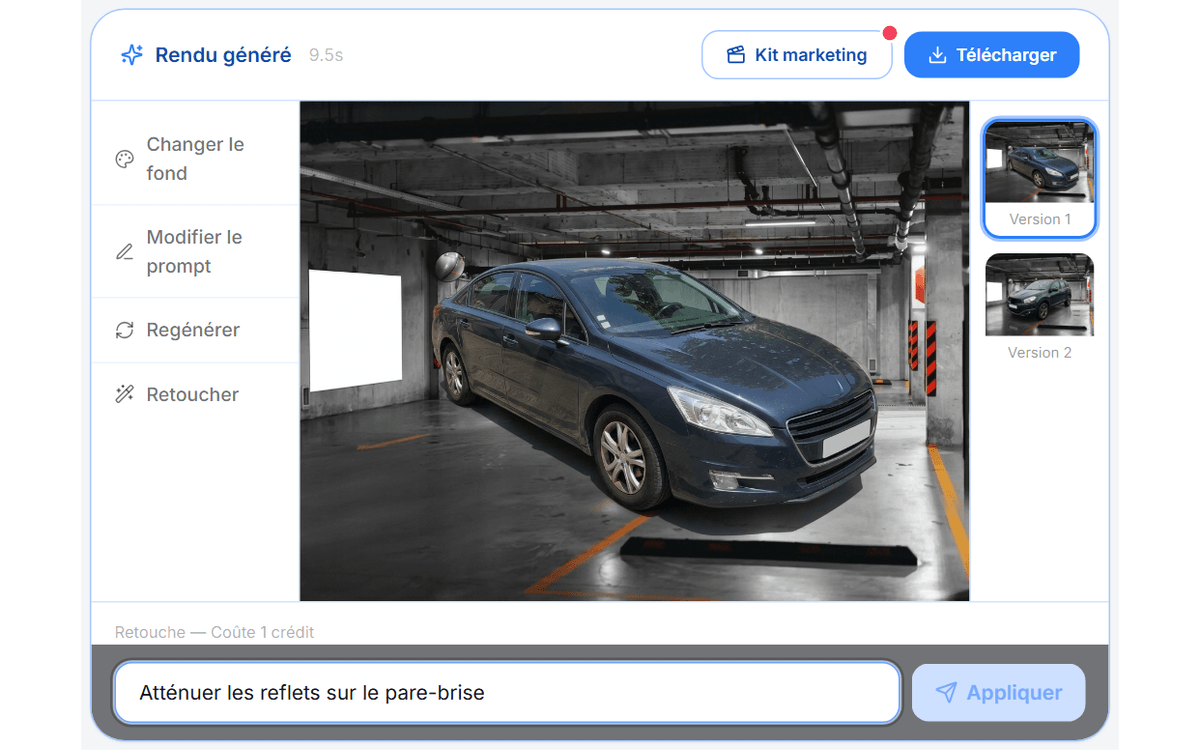 Rendu généré 9.5s
Kit marketing
Télécharger
Changer le
fond
Modifier le
prompt
Regénérer
Retoucher
Version 1
Version 2
Retouche — Coûte 1 crédit
Atténuer les reflets sur le pare-brise
Appliquer